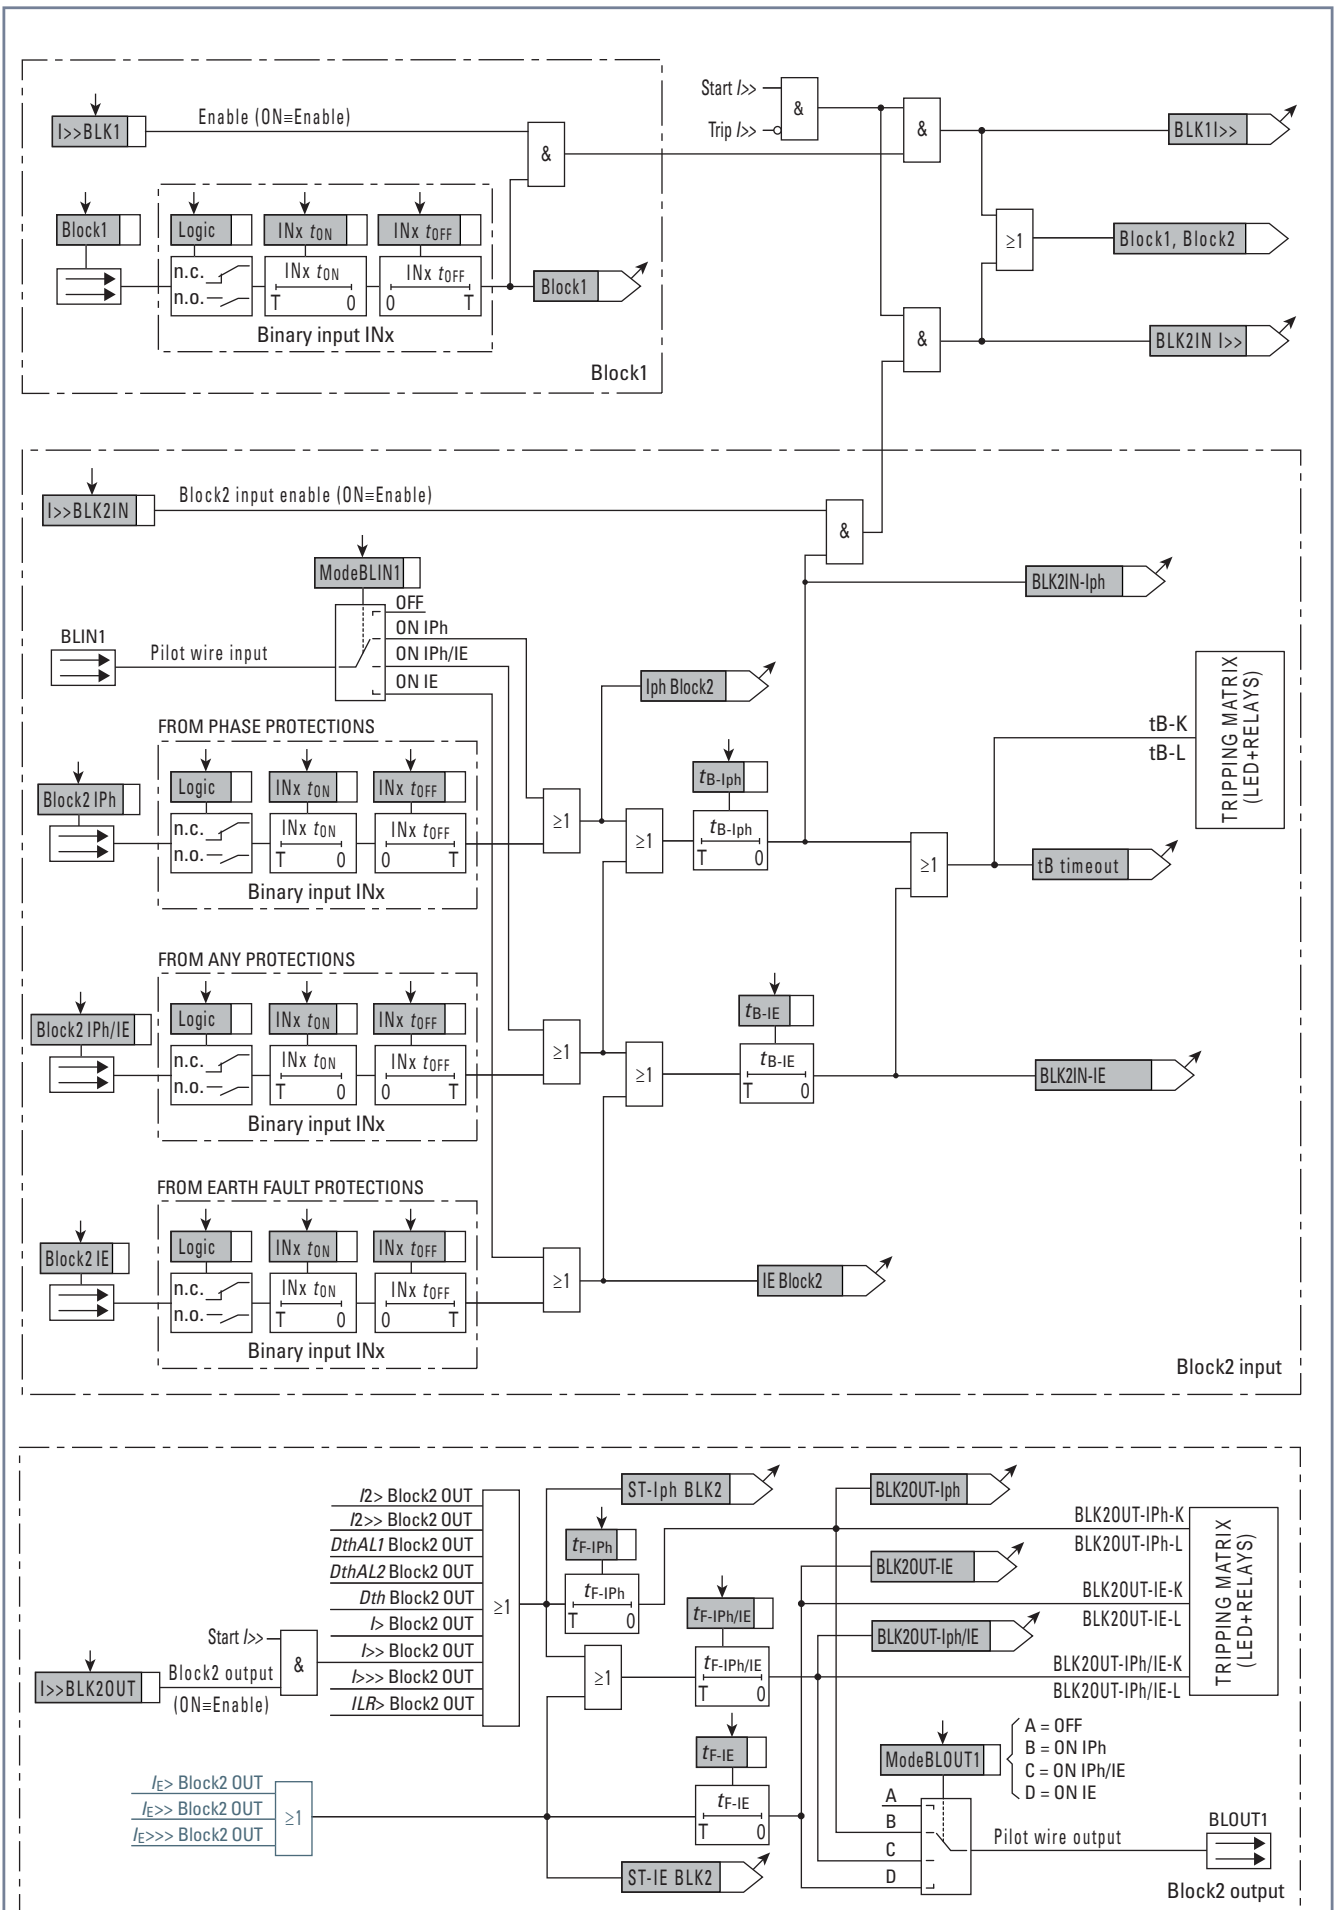 I>>BLK1
Enable (ON≡Enable)
Start I>>
Trip I>>
&
&
&
BLK1I>>
Block1
Logic
INx tON
INx tOFF
n.c.
n.o.
INx tON
T 0
INx tOFF
0 T
Binary input INx
Block1
≥1
Block1, Block2
&
BLK2IN I>>
Block1
I>>BLK2IN
Block2 input enable (ON≡Enable)
&
ModeBLIN1
OFF
ON IPh
ON IPh/IE
ON IE
BLIN1
Pilot wire input
BLK2IN-Iph
Iph Block2
TRIPPING MATRIX
(LED+RELAYS)
tB-K
tB-L
FROM PHASE PROTECTIONS
Block2 IPh
Logic
INx tON
INx tOFF
n.c.
n.o.
INx tON
T 0
INx tOFF
0 T
Binary input INx
≥1
≥1
tB-Iph
tB-Iph
T 0
≥1
tB timeout
FROM ANY PROTECTIONS
Block2 IPh/IE
Logic
INx tON
INx tOFF
n.c.
n.o.
INx tON
T 0
INx tOFF
0 T
Binary input INx
≥1
≥1
tB-IE
tB-IE
T 0
BLK2IN-IE
FROM EARTH FAULT PROTECTIONS
Block2 IE
Logic
INx tON
INx tOFF
n.c.
n.o.
INx tON
T 0
INx tOFF
0 T
Binary input INx
≥1
IE Block2
Block2 input
I2> Block2 OUT
I2>> Block2 OUT
DthAL1 Block2 OUT
DthAL2 Block2 OUT
Dth Block2 OUT
I> Block2 OUT
I>> Block2 OUT
I>>> Block2 OUT
ILR> Block2 OUT
≥1
Start I>>
&
I>>BLK2OUT
Block2 output
(ON≡Enable)
ST-Iph BLK2
tF-IPh
tF-IPh
T 0
≥1
tF-IPh/IE
tF-IPh/IE
T 0
tF-IE
tF-IE
T 0
BLK2OUT-Iph
BLK2OUT-IE
BLK2OUT-Iph/IE
BLK2OUT-IPh-K
BLK2OUT-IPh-L
BLK2OUT-IE-K
BLK2OUT-IE-L
BLK2OUT-IPh/IE-K
BLK2OUT-IPh/IE-L
TRIPPING MATRIX
(LED+RELAYS)
IE> Block2 OUT
IE>> Block2 OUT
IE>>> Block2 OUT
≥1
ST-IE BLK2
ModeBLOUT1
A = OFF
B = ON IPh
C = ON IPh/IE
D = ON IE
A
B
C
D
Pilot wire output
BLOUT1
Block2 output